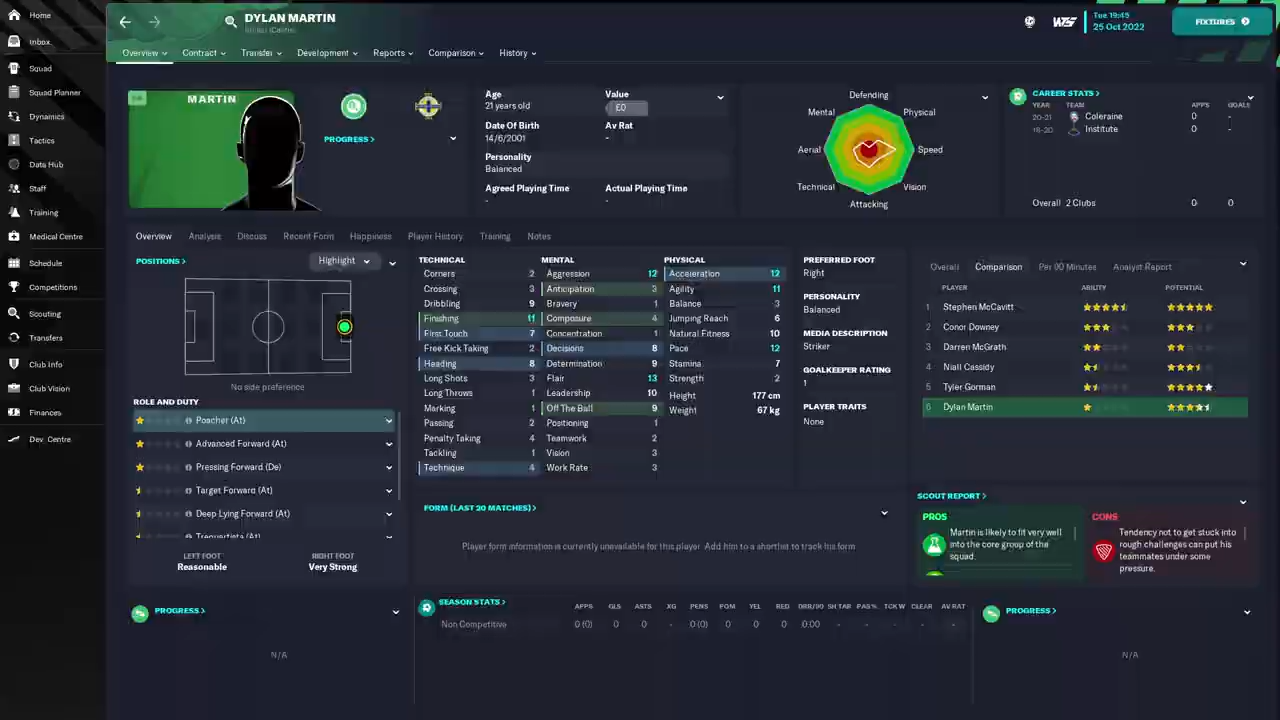 Home
Inbox
Squad
Squad Planner
Dynamics
Tactics
Data Hub
Staff
Training
Medical Centre
Schedule
Competitions
Scouting
Transfers
Club Info
Club Vision
Finances
Dev. Centre
DYLAN MARTIN
Tue 19:45
25 Oct 2022
FIXTURES
Overview Contract Transfer Development Reports Comparison History
MARTIN
PROGRESS >
Age
21 years old
Value
£0
Date Of Birth
14/6/2001
Av Rat
-
Personality
Balanced
Agreed Playing Time
-
Actual Playing Time
-
Defending
Mental Physical
Aerial Speed
Technical Vision
Attacking
CAREER STATS >
YEAR TEAM APPS GOALS
20-21 Coleraine 0 -
19-20 Institute 0 -
Overall 2 Clubs 0 0
Overview Analysis Discuss Recent Form Happiness Player History Training Notes
POSITIONS >
Highlight
No side preference
ROLE AND DUTY
Poacher (At)
Advanced Forward (At)
Pressing Forward (De)
Target Forward (At)
Deep Lying Forward (At)
Trequartista (At)
LEFT FOOT
Reasonable
RIGHT FOOT
Very Strong
TECHNICAL
Corners 2
Crossing 3
Dribbling 9
Finishing 11
First Touch 7
Free Kick Taking 2
Heading 8
Long Shots 3
Long Throws 1
Marking 1
Passing 2
Penalty Taking 4
Tackling 1
Technique 4
MENTAL
Aggression 12
Anticipation 3
Bravery 1
Composure 4
Concentration 1
Decisions 8
Determination 9
Flair 13
Leadership 10
Off The Ball 9
Positioning 1
Teamwork 2
Vision 3
Work Rate 3
PHYSICAL
Acceleration 12
Agility 11
Balance 3
Jumping Reach 6
Natural Fitness 10
Pace 12
Stamina 7
Strength 2
Height 177 cm
Weight 67 kg
PREFERRED FOOT
Right
PERSONALITY
Balanced
MEDIA DESCRIPTION
Striker
GOALKEEPER RATING
1
PLAYER TRAITS
None
Overall Comparison Per 90 Minutes Analyst Report
PLAYER ABILITY POTENTIAL
1 Stephen McCavitt
2 Conor Downey
3 Darren McGrath
4 Niall Cassidy
5 Tyler Gorman
6 Dylan Martin
FORM (LAST 20 MATCHES) >
Player form information is currently unavailable for this player. Add him to a shortlist to track his form
SCOUT REPORT >
PROS
Martin is likely to fit very well
into the core group of the
squad.
CONS
Tendency not to get stuck into
rough challenges can put his
teammates under some
pressure.
PROGRESS >
N/A
SEASON STATS >
APPS GLS ASTS XG PENS POM YEL RED DRB/90 SH TAR PAS % TCK W CLEAR AV RAT
Non Competitive 0 (0) 0 0 - 0 (0) 0 0 0 0:00 - - - - -
PROGRESS >
N/A